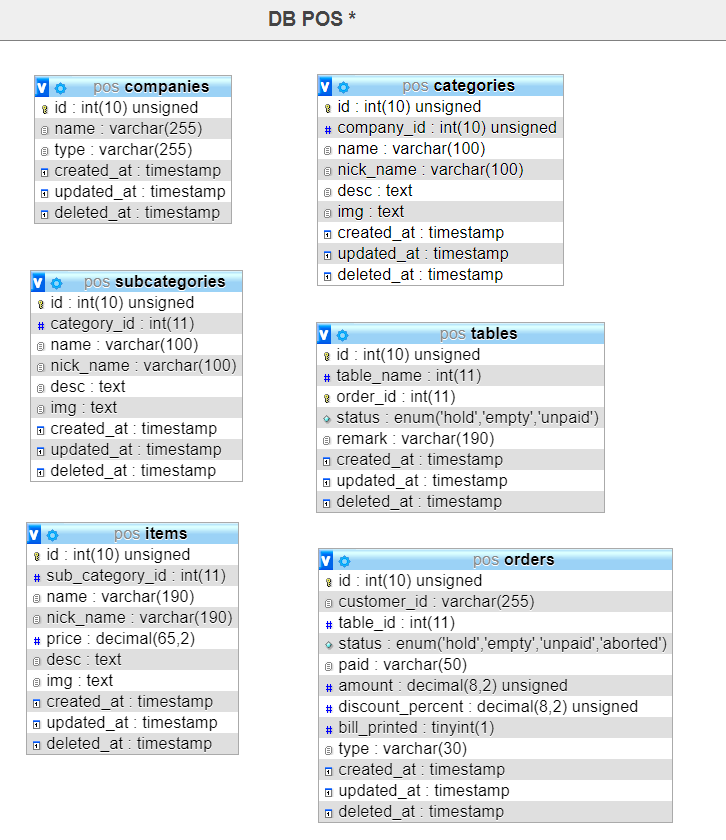 DB POS *
v pos companies
id : int(10) unsigned
name : varchar(255)
type : varchar(255)
created_at : timestamp
updated_at : timestamp
deleted_at : timestamp
v pos categories
id : int(10) unsigned
# company_id : int(10) unsigned
name : varchar(100)
nick_name : varchar(100)
desc : text
img : text
created_at : timestamp
updated_at : timestamp
deleted_at : timestamp
v pos subcategories
id : int(10) unsigned
# category_id : int(11)
name : varchar(100)
nick_name : varchar(100)
desc : text
img : text
created_at : timestamp
updated_at : timestamp
deleted_at : timestamp
v pos tables
id : int(10) unsigned
# table_name : int(11)
order_id : int(11)
status : enum('hold','empty','unpaid')
remark : varchar(190)
created_at : timestamp
updated_at : timestamp
deleted_at : timestamp
v pos items
id : int(10) unsigned
# sub_category_id : int(11)
name : varchar(190)
nick_name : varchar(190)
# price : decimal(65,2)
desc : text
img : text
created_at : timestamp
updated_at : timestamp
deleted_at : timestamp
v pos orders
id : int(10) unsigned
customer_id : varchar(255)
# table_id : int(11)
status : enum('hold','empty','unpaid','aborted')
paid : varchar(50)
# amount : decimal(8,2) unsigned
# discount_percent : decimal(8,2) unsigned
# bill_printed : tinyint(1)
type : varchar(30)
created_at : timestamp
updated_at : timestamp
deleted_at : timestamp